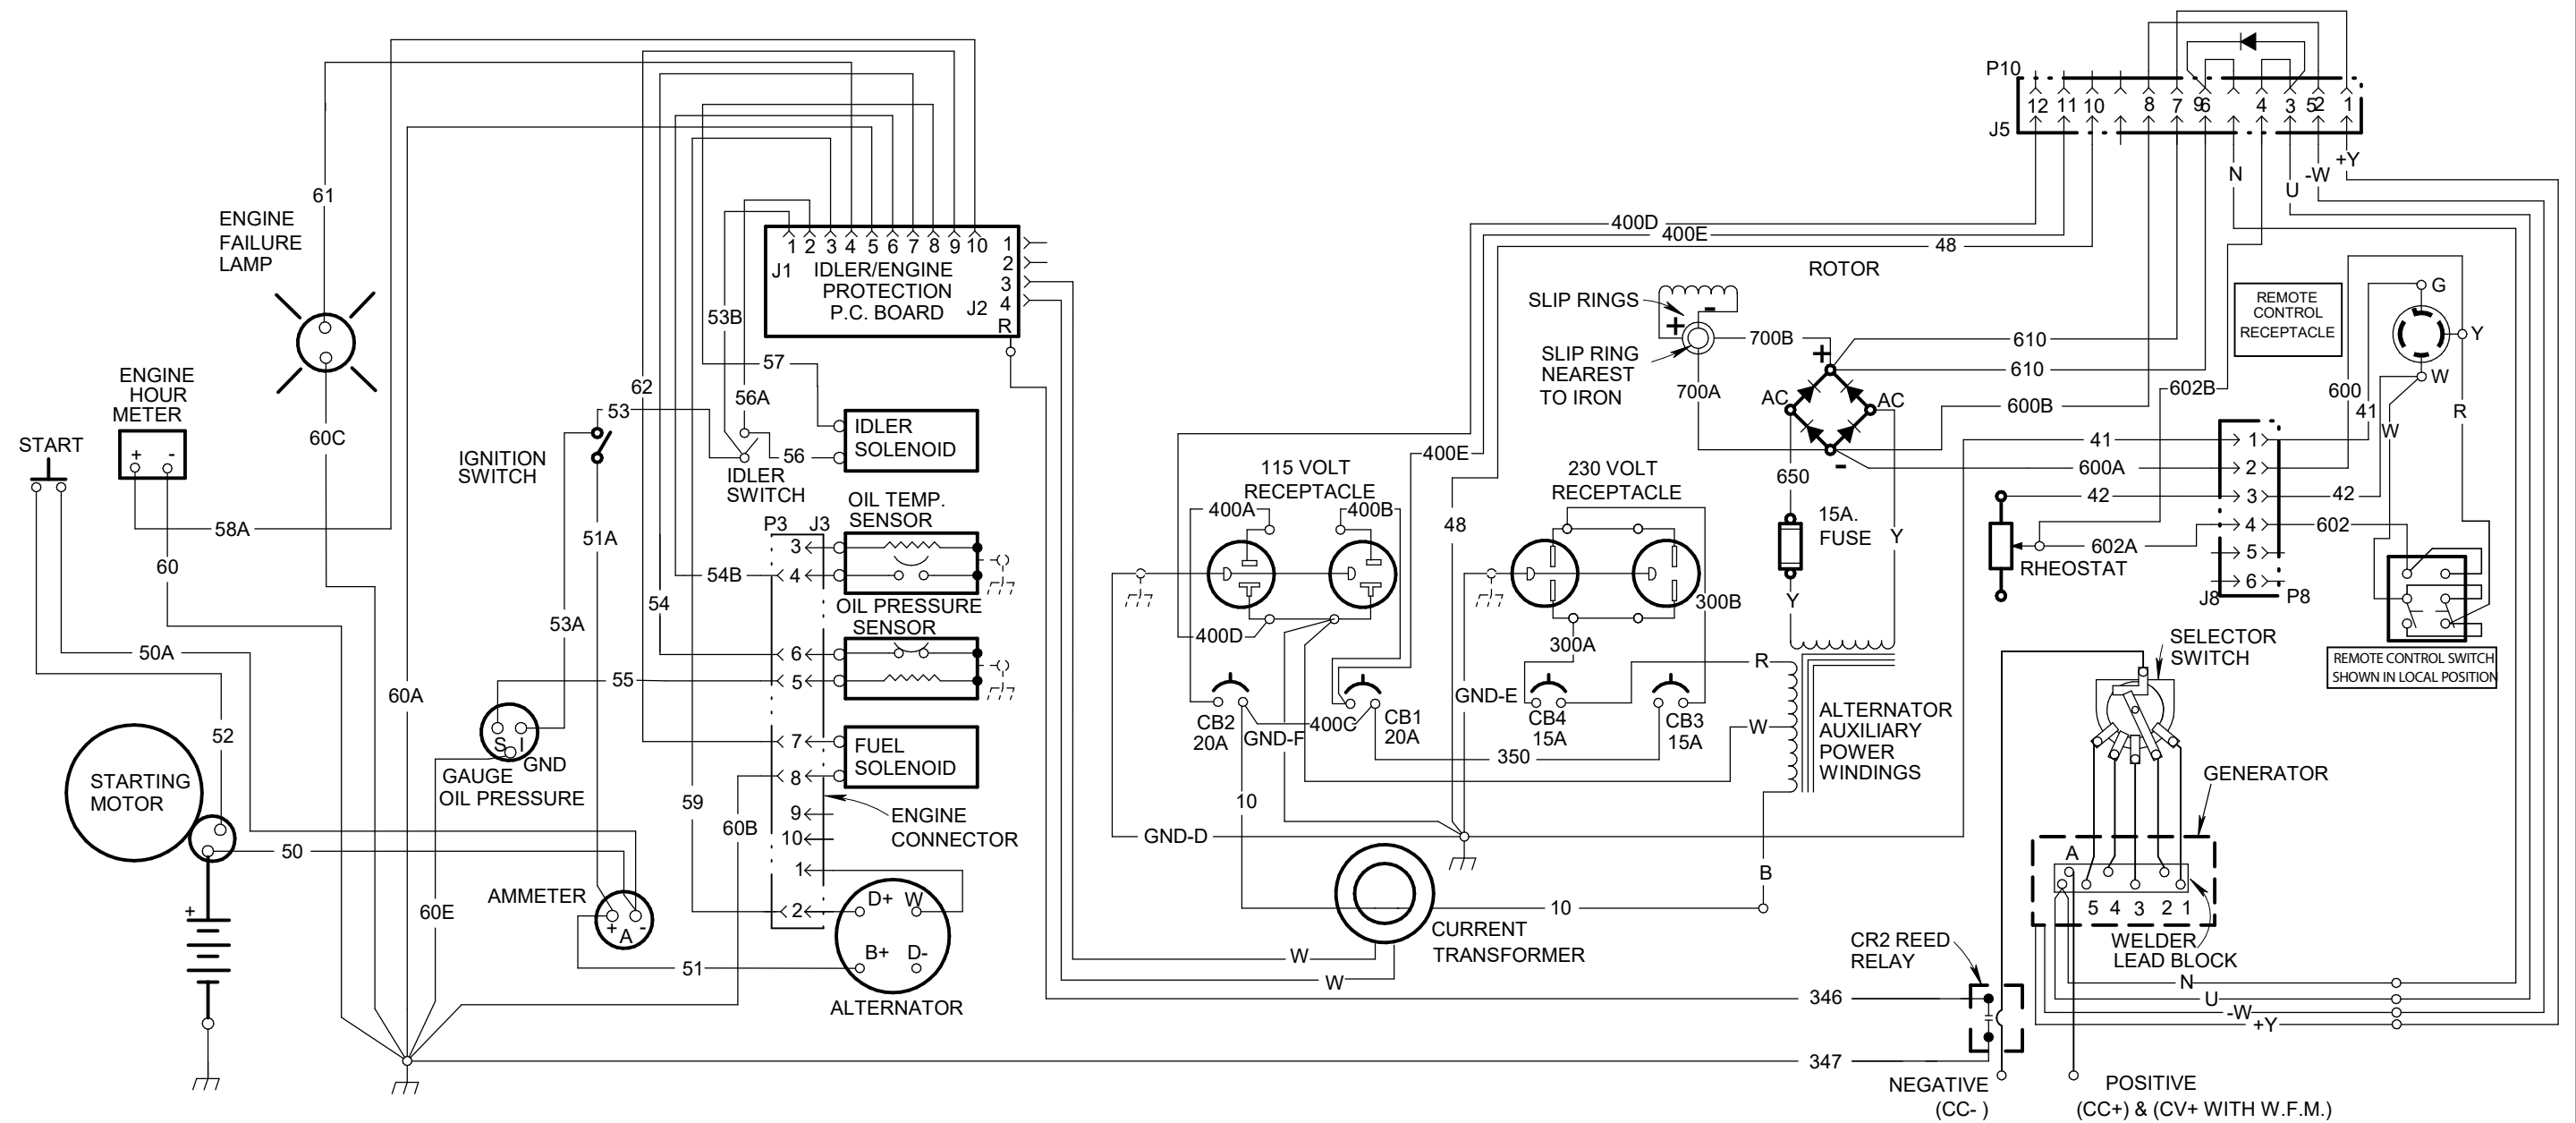 P10
12 11 10 8 7 9 6 4 3 5 2 1
J5
+Y
N
-W
U
61
ENGINE
FAILURE
LAMP
400D
400E
48
1 2 3 4 5 6 7 8 9 10
J1
IDLER/ENGINE
PROTECTION
P.C. BOARD
1
2
3
4
J2
R
53B
ROTOR
SLIP RINGS
+
-
700B
+
SLIP RING
NEAREST
TO IRON
700A
610
610
REMOTE
CONTROL
RECEPTACLE
G
Y
W
57
62
56A
ENGINE
HOUR
METER
+ -
60C
53
IDLER
SOLENOID
56
IDLER
SWITCH
IGNITION
SWITCH
AC
AC
-
602B
600
41
W
R
600B
START
58A
60
51A
53A
OIL TEMP.
SENSOR
P3
J3
3
4
54B
54
OIL PRESSURE
SENSOR
6
5
55
115 VOLT
RECEPTACLE
400A
400B
400E
48
230 VOLT
RECEPTACLE
650
15A.
FUSE
Y
Y
41
600A
42
602A
RHEOSTAT
1
2
3
4
5
6
J8
P8
42
602
REMOTE CONTROL SWITCH
SHOWN IN LOCAL POSITION
SELECTOR
SWITCH
50A
52
60A
STARTING
MOTOR
S
I
GND
GAUGE
OIL PRESSURE
7
8
9
10
1
2
FUEL
SOLENOID
ENGINE
CONNECTOR
59
60B
400D
300A
300B
R
GND-E
W
CB2
20A
GND-F
400C
CB1
20A
CB4
15A
CB3
15A
350
10
ALTERNATOR
AUXILIARY
POWER
WINDINGS
GENERATOR
50
AMMETER
+ A -
60E
51
D+
W
B+
D-
ALTERNATOR
+
GND-D
B
10
CURRENT
TRANSFORMER
W
W
A
5 4 3 2 1
WELDER
LEAD BLOCK
CR2 REED
RELAY
N
U
-W
+Y
346
347
NEGATIVE
(CC- )
POSITIVE
(CC+) & (CV+ WITH W.F.M.)